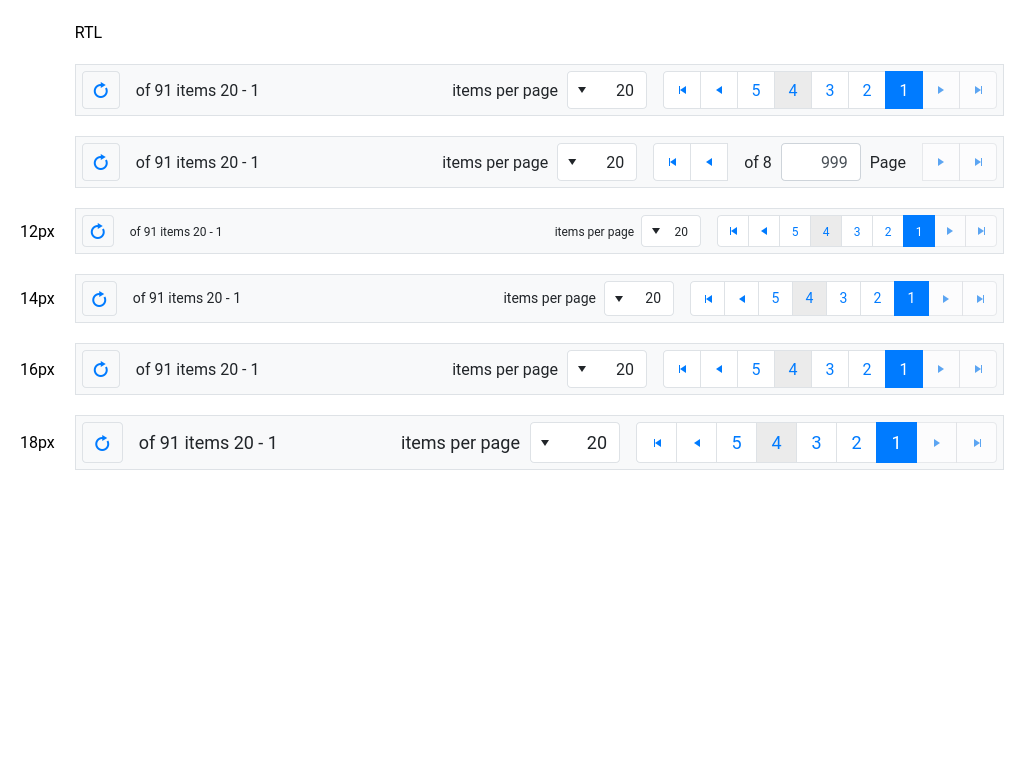 RTL
of 91 items 20 - 1 items per page 20 5 4 3 2 1
of 91 items 20 - 1 items per page 20 of 8 999 Page
12px of 91 items 20 - 1 items per page 20 5 4 3 2 1
14px of 91 items 20 - 1 items per page 20 5 4 3 2 1
16px of 91 items 20 - 1 items per page 20 5 4 3 2 1
18px of 91 items 20 - 1 items per page 20 5 4 3 2 1